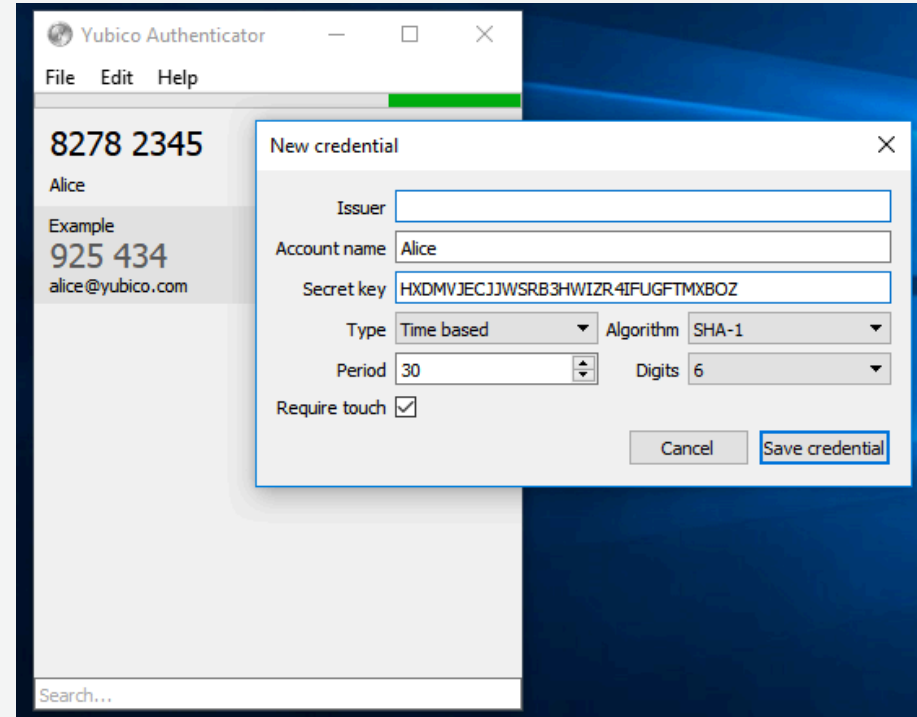 Yubico Authenticator
File Edit Help
8278 2345
Alice
Example
925 434
alice@yubico.com
Search...
New credential
Issuer
Account name Alice
Secret key HXDMVJECJJWSRB3HWIZR4IFUGFTMXBOZ
Type Time based Algorithm SHA-1
Period 30 Digits 6
Require touch
Cancel Save credential